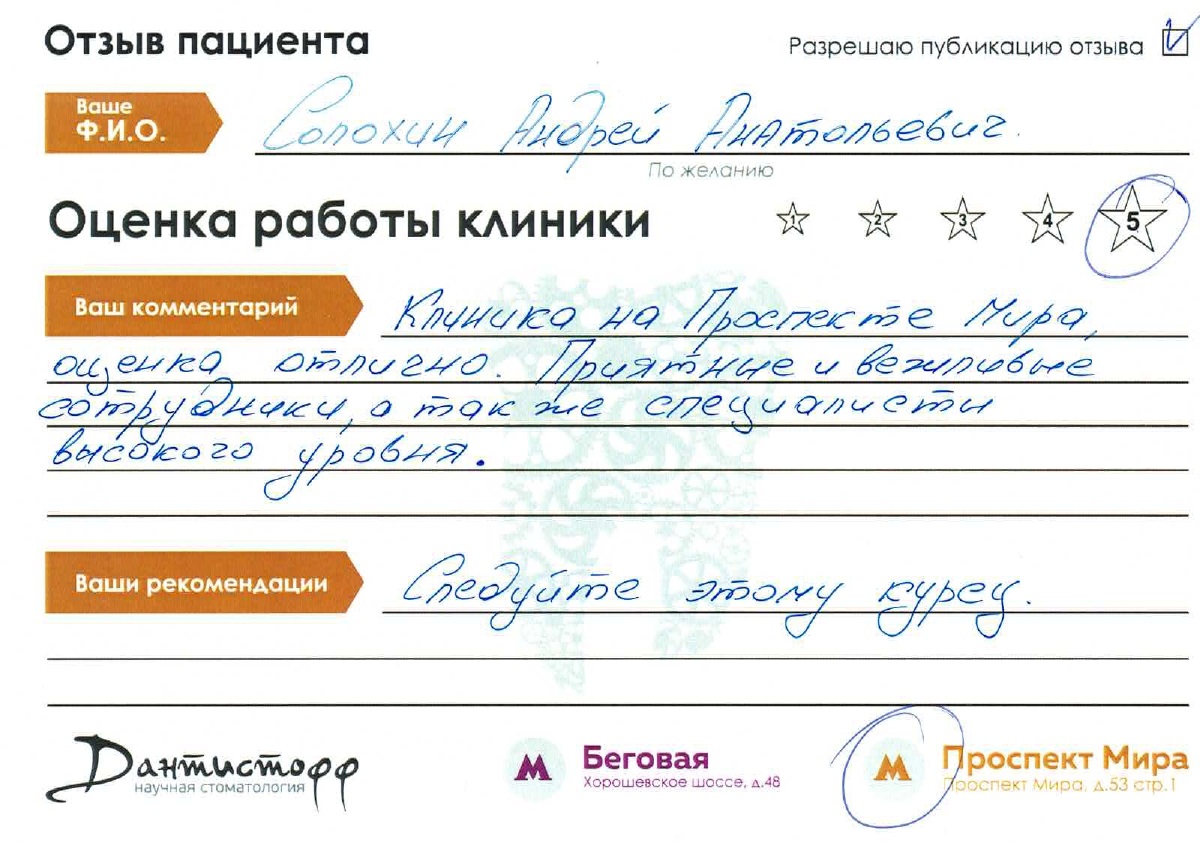 Отзыв пациента
Разрешаю публикацию отзыва
Ваше Ф.И.О.
Солохин Андрей Анатольевич.
По желанию
Оценка работы клиники
1 2 3 4 5
Ваш комментарий
Клиника на Проспекте Мира,
оценка отлично. Приятные и вежливые
сотрудники, а так же специалисты
высокого уровня.
Ваши рекомендации
Следуйте этому курсу.
Дантистофф
научная стоматология
М Беговая
Хорошевское шоссе, д.48
М Проспект Мира
Проспект Мира, д.53 стр.1